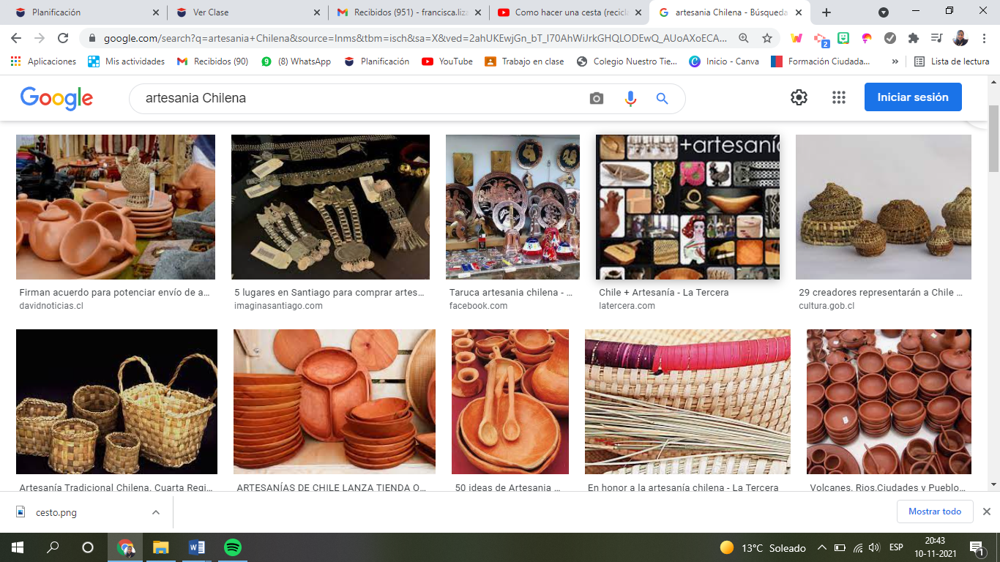 Planificación
Ver Clase
Recibidos (951) - francisca.liza
Como hacer una cesta (recicl
artesania Chilena - Búsqueda
google.com/search?q=artesania+Chilena&source=lnms&tbm=isch&sa=X&ved=2ahUKEwjGn_bT_I70AhWiJrkGHQLODEwQ_AUoAXoECA...
2
Aplicaciones
Mis actividades
Recibidos (90)
9 (8) WhatsApp
Planificación
YouTube
Trabajo en clase
Colegio Nuestro Tie...
Inicio - Canva
Formación Ciudada...
»
Lista de lectura
Google
artesania Chilena
Iniciar sesión
+artesaní
Firman acuerdo para potenciar envío de a...
davidnoticias.cl
5 lugares en Santiago para comprar artes...
imaginasantiago.com
Taruca artesania chilena - ...
facebook.com
Chile + Artesanía - La Tercera
latercera.com
29 creadores representarán a Chile ...
cultura.gob.cl
Artesanía Tradicional Chilena. Cuarta Regi...
ARTESANÍAS DE CHILE LANZA TIENDA O...
50 ideas de Artesania ...
En honor a la artesanía chilena - La Tercera
Volcanes, Rios,Ciudades y Pueblo...
cesto.png
Mostrar todo
13°C Soleado
ESP
20:43
10-11-2021
1